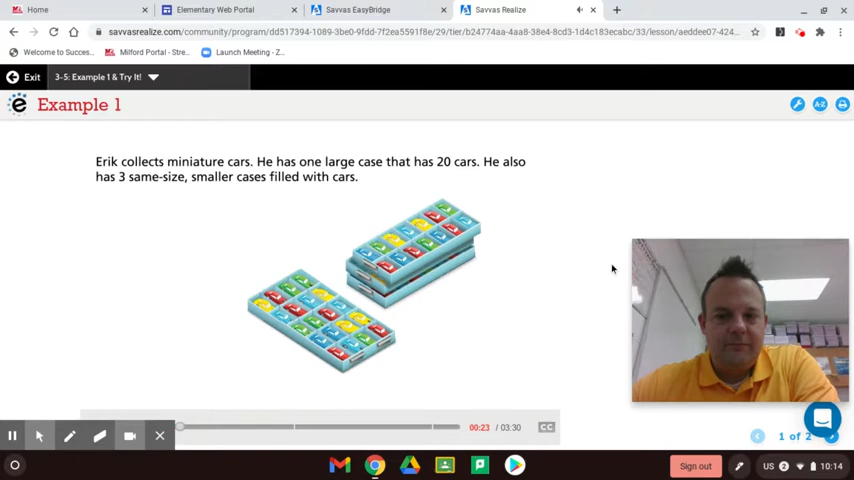 Home
Elementary Web Portal
Savvas EasyBridge
Savvas Realize
savvasrealize.com/community/program/dd517394-1089-3be0-9fdd-7f2ea5591f8e/29/tier/b24774aa-4aa8-38e4-8cd3-1d4c183ecabc/33/lesson/aeddee07-424...
Welcome to Succes...
Milford Portal - Stre...
Launch Meeting - Z...
Exit
3-5: Example 1 & Try It!
e Example 1
A-Z
Erik collects miniature cars. He has one large case that has 20 cars. He also
has 3 same-size, smaller cases filled with cars.
00:23 / 03:30
CC
1 of 2
Sign out
US 2 10:14